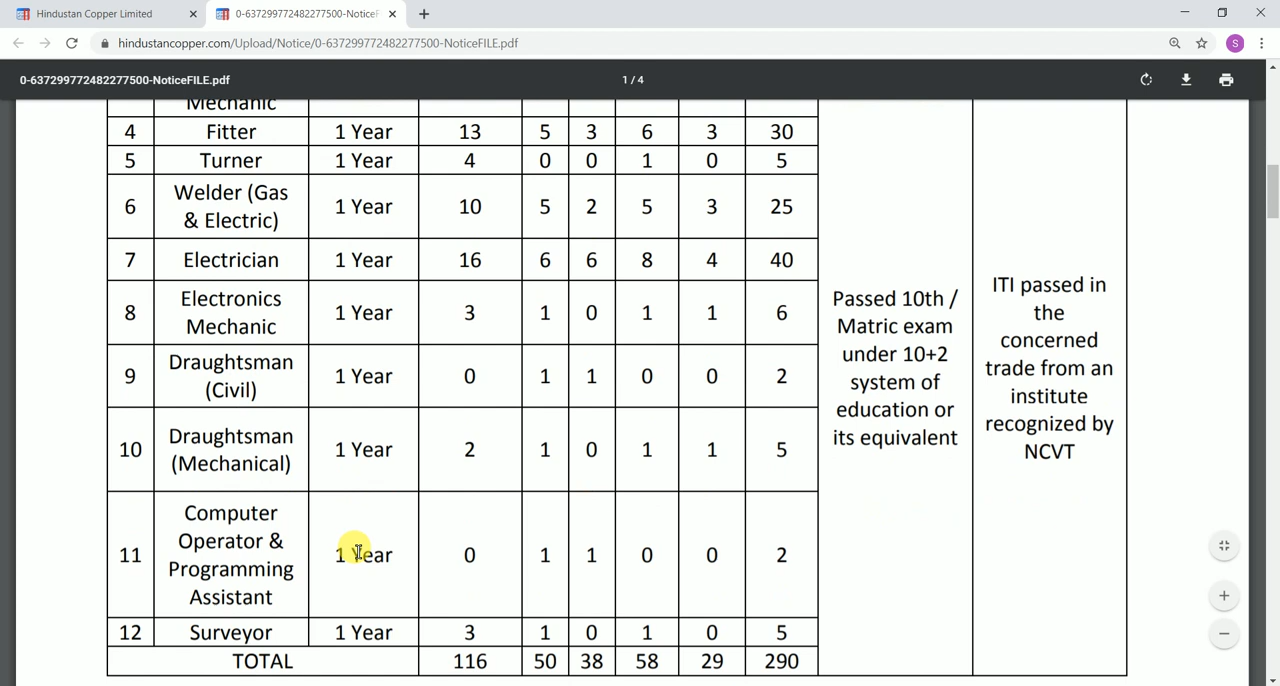 Hindustan Copper Limited
0-637299772482277500-NoticeF
hindustancopper.com/Upload/Notice/0-637299772482277500-NoticeFILE.pdf
S
0-637299772482277500-NoticeFILE.pdf
1 / 4
Mechanic
4 Fitter 1 Year 13 5 3 6 3 30
5 Turner 1 Year 4 0 0 1 0 5
6 Welder (Gas & Electric) 1 Year 10 5 2 5 3 25
7 Electrician 1 Year 16 6 6 8 4 40
8 Electronics Mechanic 1 Year 3 1 0 1 1 6
9 Draughtsman (Civil) 1 Year 0 1 1 0 0 2
10 Draughtsman (Mechanical) 1 Year 2 1 0 1 1 5
11 Computer Operator & Programming Assistant 1 Year 0 1 1 0 0 2
12 Surveyor 1 Year 3 1 0 1 0 5
TOTAL 116 50 38 58 29 290
Passed 10th /
Matric exam
under 10+2
system of
education or
its equivalent
ITI passed in
the
concerned
trade from an
institute
recognized by
NCVT